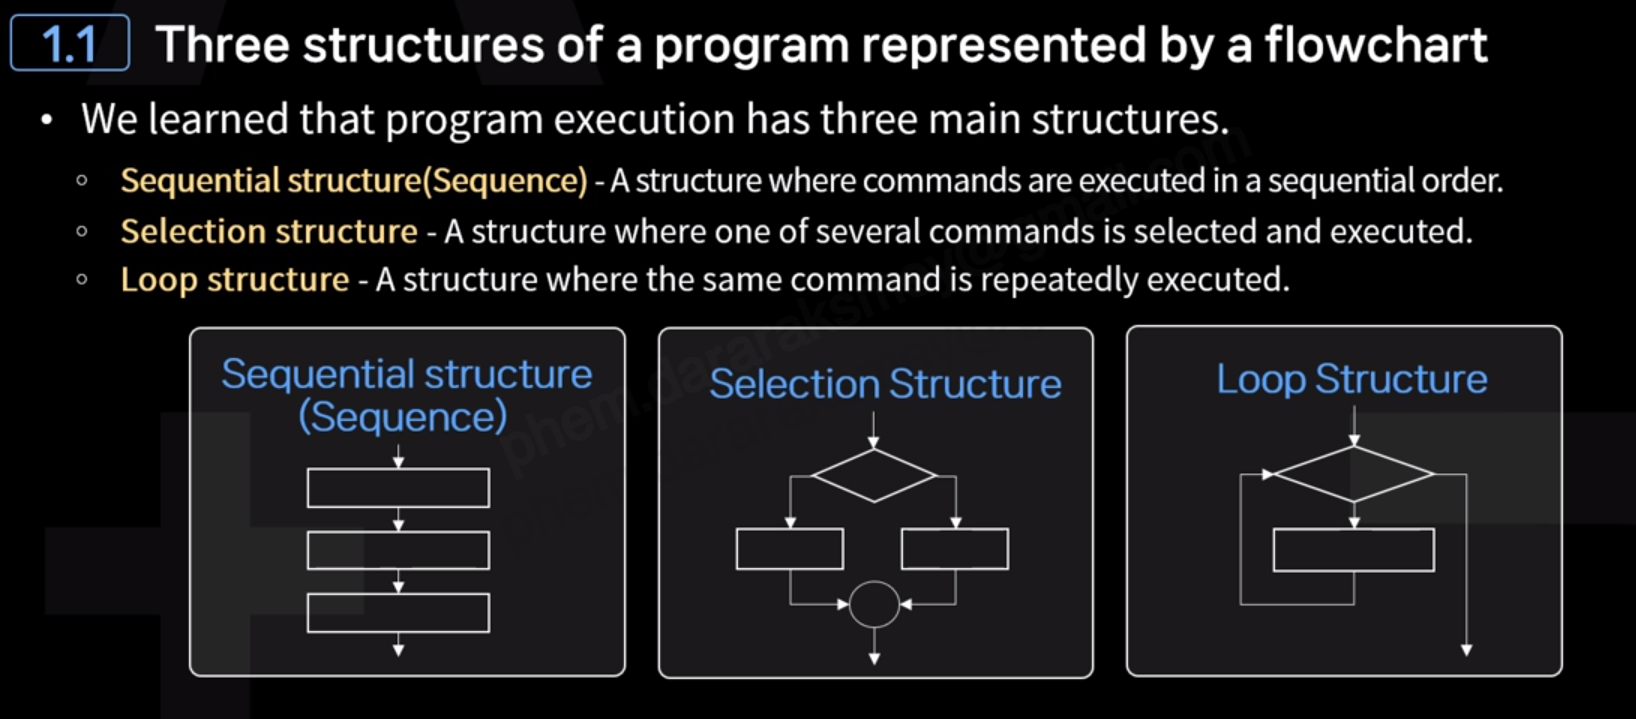 1.1 Three structures of a program represented by a flowchart
• We learned that program execution has three main structures.
◦ Sequential structure(Sequence) - A structure where commands are executed in a sequential order.
◦ Selection structure - A structure where one of several commands is selected and executed.
◦ Loop structure - A structure where the same command is repeatedly executed.
Sequential structure
(Sequence)
Selection Structure
Loop Structure